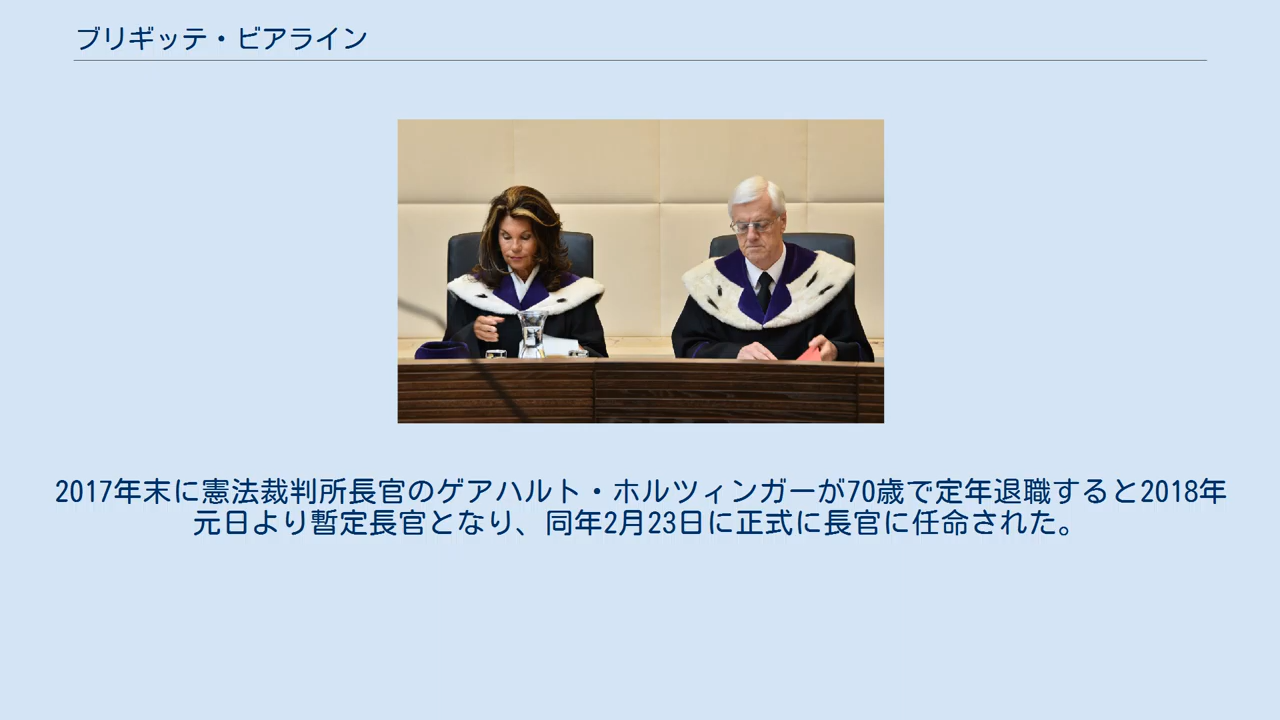 ブリギッテ・ビアライン
2017年末に憲法裁判所長官のゲアハルト・ホルツィンガーが70歳で定年退職すると2018年
元日より暫定長官となり、同年2月23日に正式に長官に任命された。